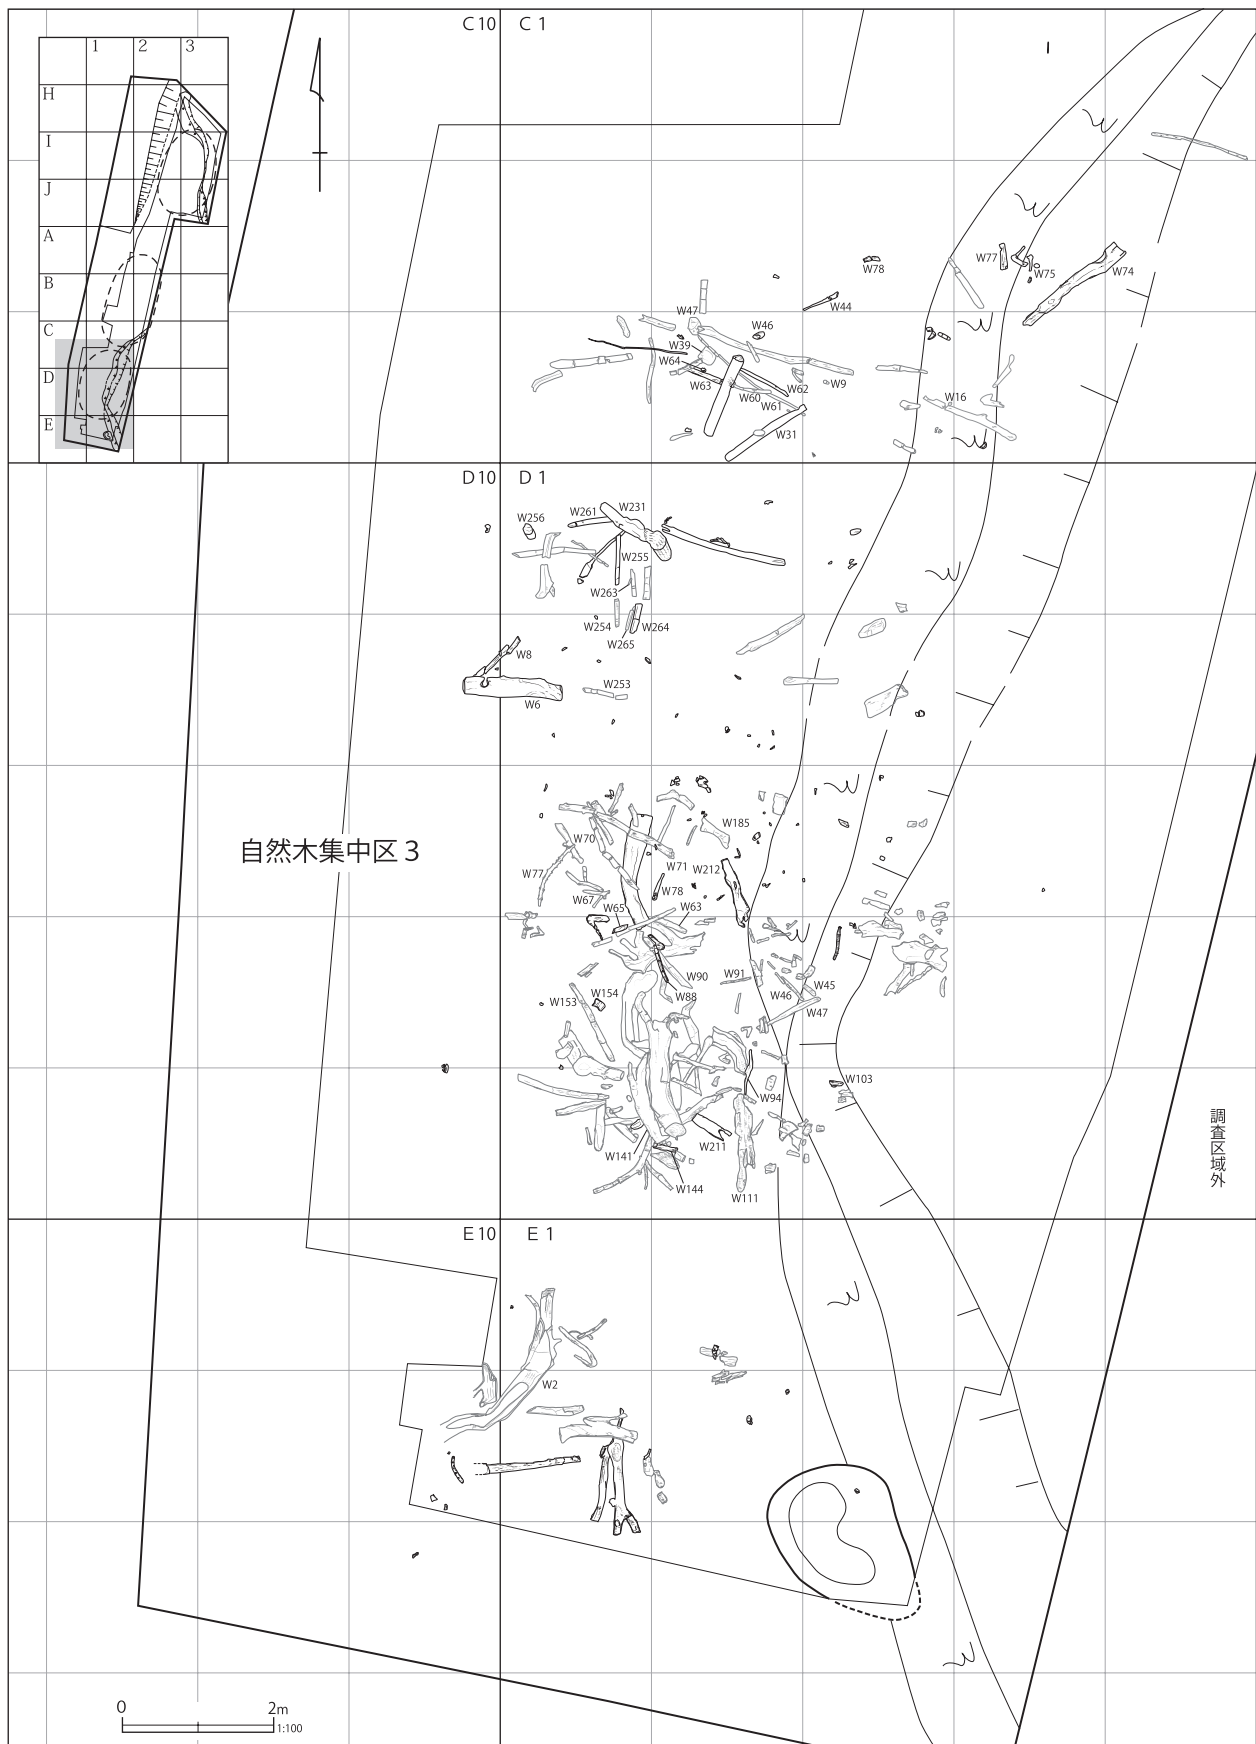 C10 C1
1 2 3
H
I
J
A
B
C
D
E
W78
W77
W75
W74
W44
W47
W46
W39
W64
W63
W60
W62
W61
W9
W31
W16
D10 D1
W256
W261
W231
W255
W263
W254
W264
W265
W8
W6
W253
自然木集中区 3
W70
W185
W71
W212
W77
W78
W67
W65
W63
W90
W91
W88
W45
W46
W47
W153
W154
W103
W94
W141
W211
W144
W111
調査区域外
E10 E1
W2
0 2m
1:100